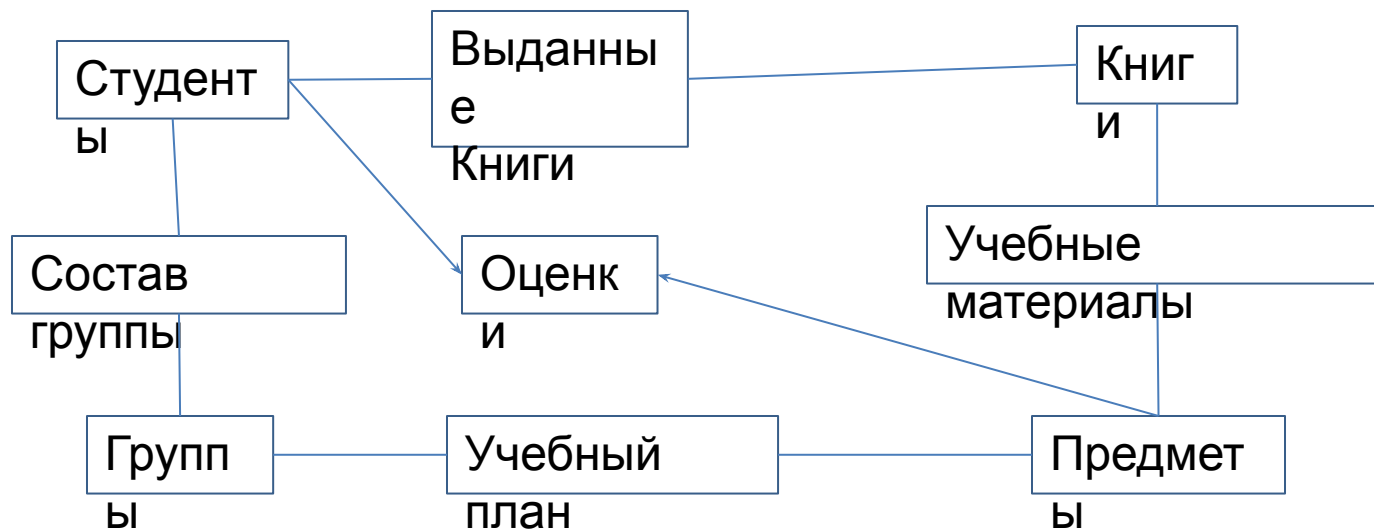 Студент
ы
Выданны
е
Книги
Книг
и
Состав
группы
Оценк
и
Учебные
материалы
Групп
ы
Учебный
план
Предмет
ы